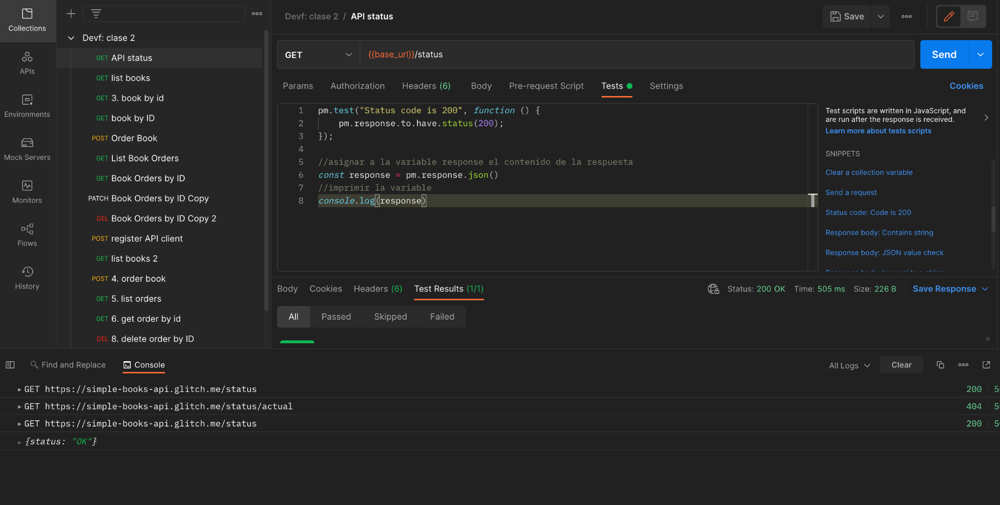 Collections
APIs
Environments
Mock Servers
Monitors
Flows
History
Devf: clase 2
GET API status
GET list books
GET 3. book by id
GET book by ID
POST Order Book
GET List Book Orders
GET Book Orders by ID
PATCH Book Orders by ID Copy
DEL Book Orders by ID Copy 2
POST register API client
GET list books 2
POST 4. order book
GET 5. list orders
GET 6. get order by id
DEL 8. delete order by ID
Devf: clase 2 / API status
Save
GET {{base_url}}/status
Send
Params Authorization Headers (6) Body Pre-request Script Tests Settings
Cookies
1 pm.test("Status code is 200", function () {
2 pm.response.to.have.status(200);
3 });
4
5 //asignar a la variable response el contenido de la respuesta
6 const response = pm.response.json()
7 //imprimir la variable
8 console.log(response)
Test scripts are written in JavaScript, and
are run after the response is received.
Learn more about tests scripts
SNIPPETS
Clear a collection variable
Send a request
Status code: Code is 200
Response body: Contains string
Response body: JSON value check
Response body: Is equal to a string
Body Cookies Headers (6) Test Results (1/1)
Status: 200 OK Time: 505 ms Size: 226 B
Save Response
All Passed Skipped Failed
Find and Replace Console
All Logs Clear
GET https://simple-books-api.glitch.me/status 200
GET https://simple-books-api.glitch.me/status/actual 404
GET https://simple-books-api.glitch.me/status 200
{status: "OK"}